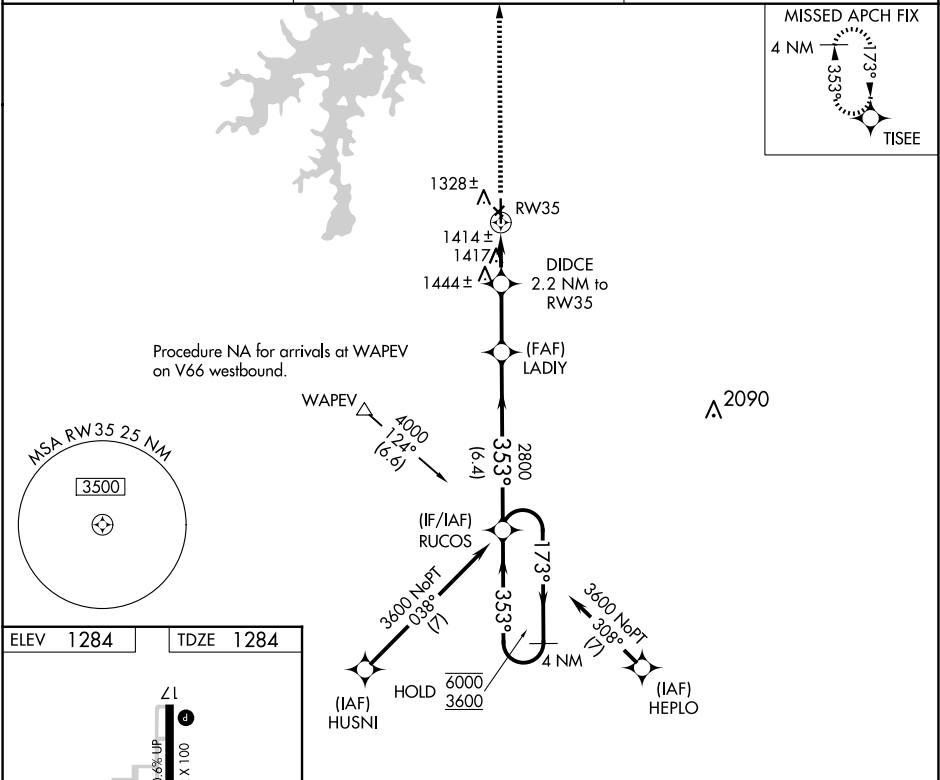 MISSED APCH FIX
4 NM
353°
173°
TISEE
1328±
RW35
1414±
1417
1444±
DIDCE
2.2 NM to
RW35
(FAF)
LADIY
Procedure NA for arrivals at WAPEV
on V66 westbound.
WAPEV
4000
124°
(6.6)
2090
MSA RW35 25 NM
3500
2800
353°
(6.4)
(IF/IAF)
RUCOS
173°
353°
3600 NoPT
038°
(7)
3600 NoPT
308°
(7)
4 NM
HOLD
6000
3600
(IAF)
HUSNI
(IAF)
HEPLO
ELEV 1284
TDZE 1284
17
P
0.6% UP
X 100